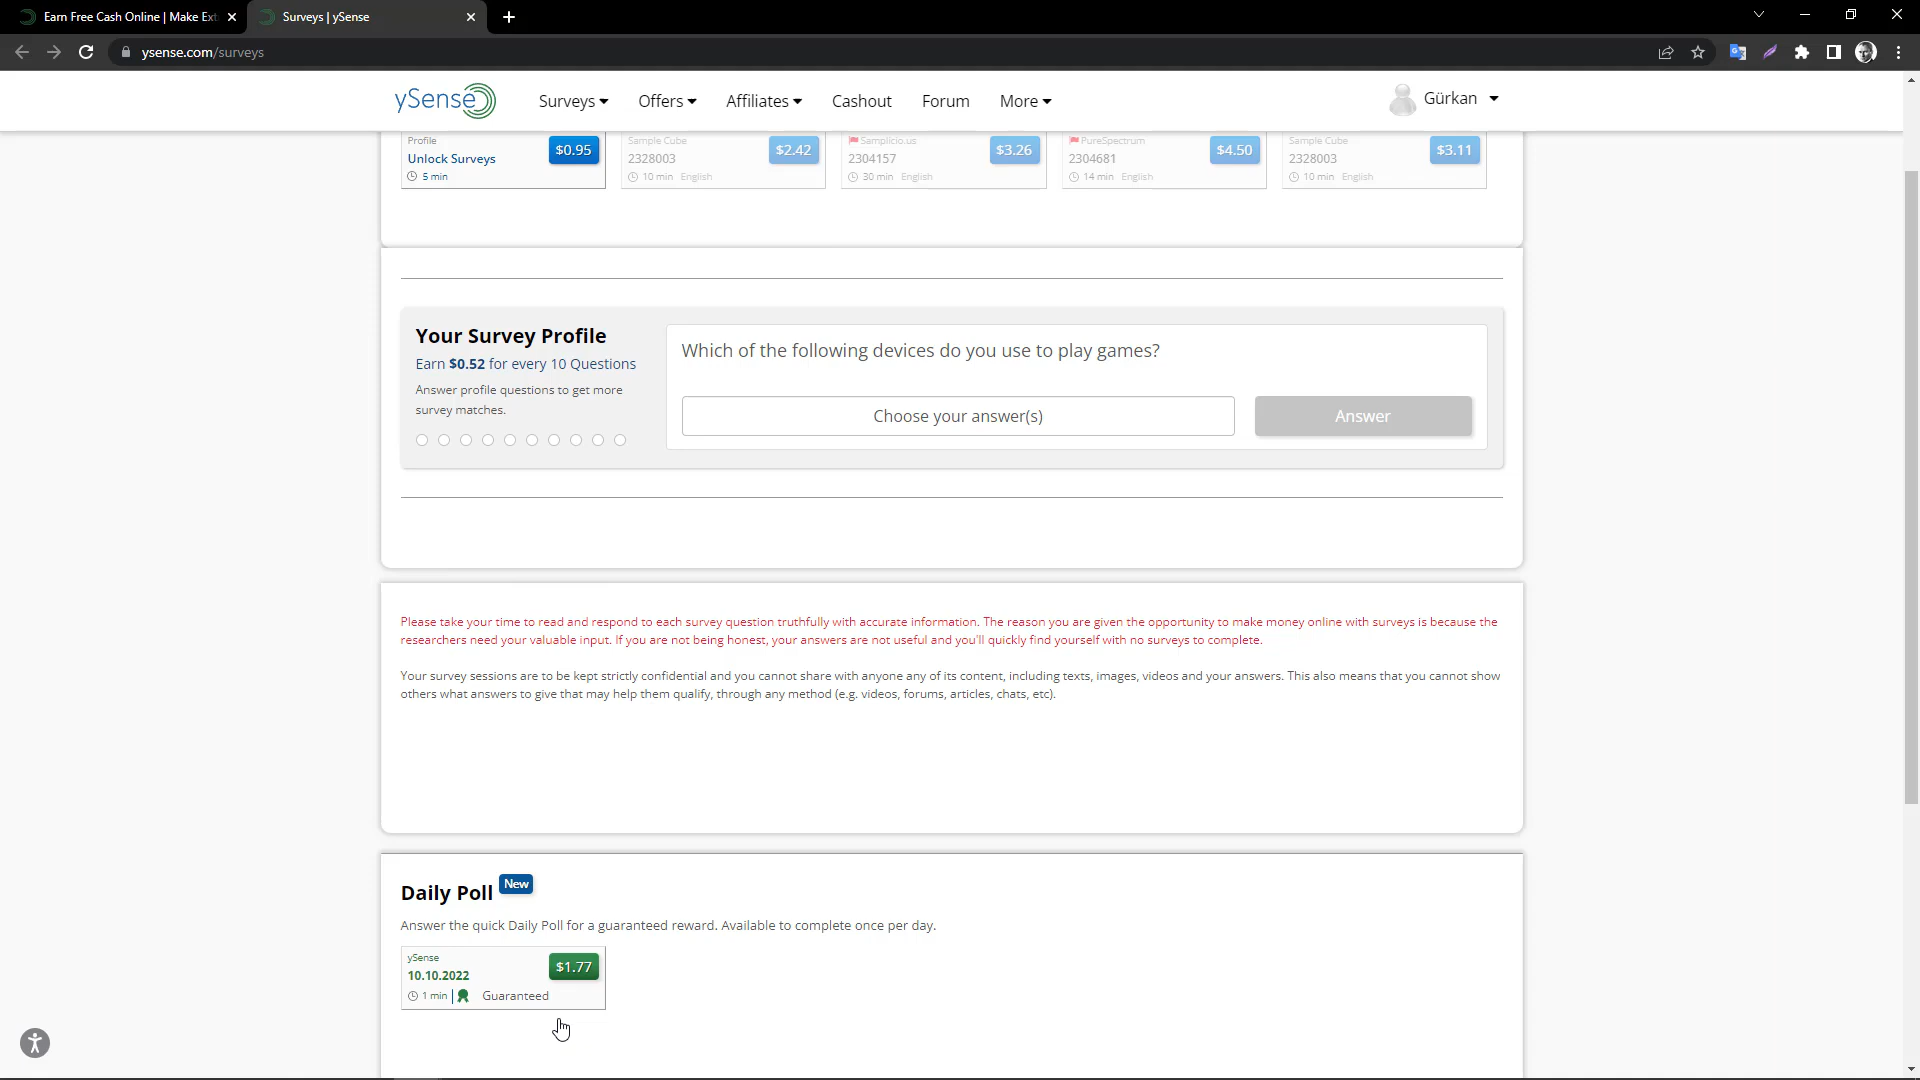 Earn Free Cash Online | Make Ext
Surveys | ySense
ysense.com/surveys
ySense
Surveys
Offers
Affiliates
Cashout
Forum
More
Gürkan
Profile
Unlock Surveys
5 min
$0.95
Sample Cube
2328003
10 min English
$2.42
Samplicio.us
2304157
30 min English
$3.26
PureSpectrum
2304681
14 min English
$4.50
Sample Cube
2328003
10 min English
$3.11
Your Survey Profile
Earn $0.52 for every 10 Questions
Answer profile questions to get more
survey matches.
Which of the following devices do you use to play games?
Choose your answer(s)
Answer
Please take your time to read and respond to each survey question truthfully with accurate information. The reason you are given the opportunity to make money online with surveys is because the
researchers need your valuable input. If you are not being honest, your answers are not useful and you'll quickly find yourself with no surveys to complete.
Your survey sessions are to be kept strictly confidential and you cannot share with anyone any of its content, including texts, images, videos and your answers. This also means that you cannot show
others what answers to give that may help them qualify, through any method (e.g. videos, forums, articles, chats, etc).
Daily Poll New
Answer the quick Daily Poll for a guaranteed reward. Available to complete once per day.
ySense
10.10.2022
$1.77
1 min Guaranteed